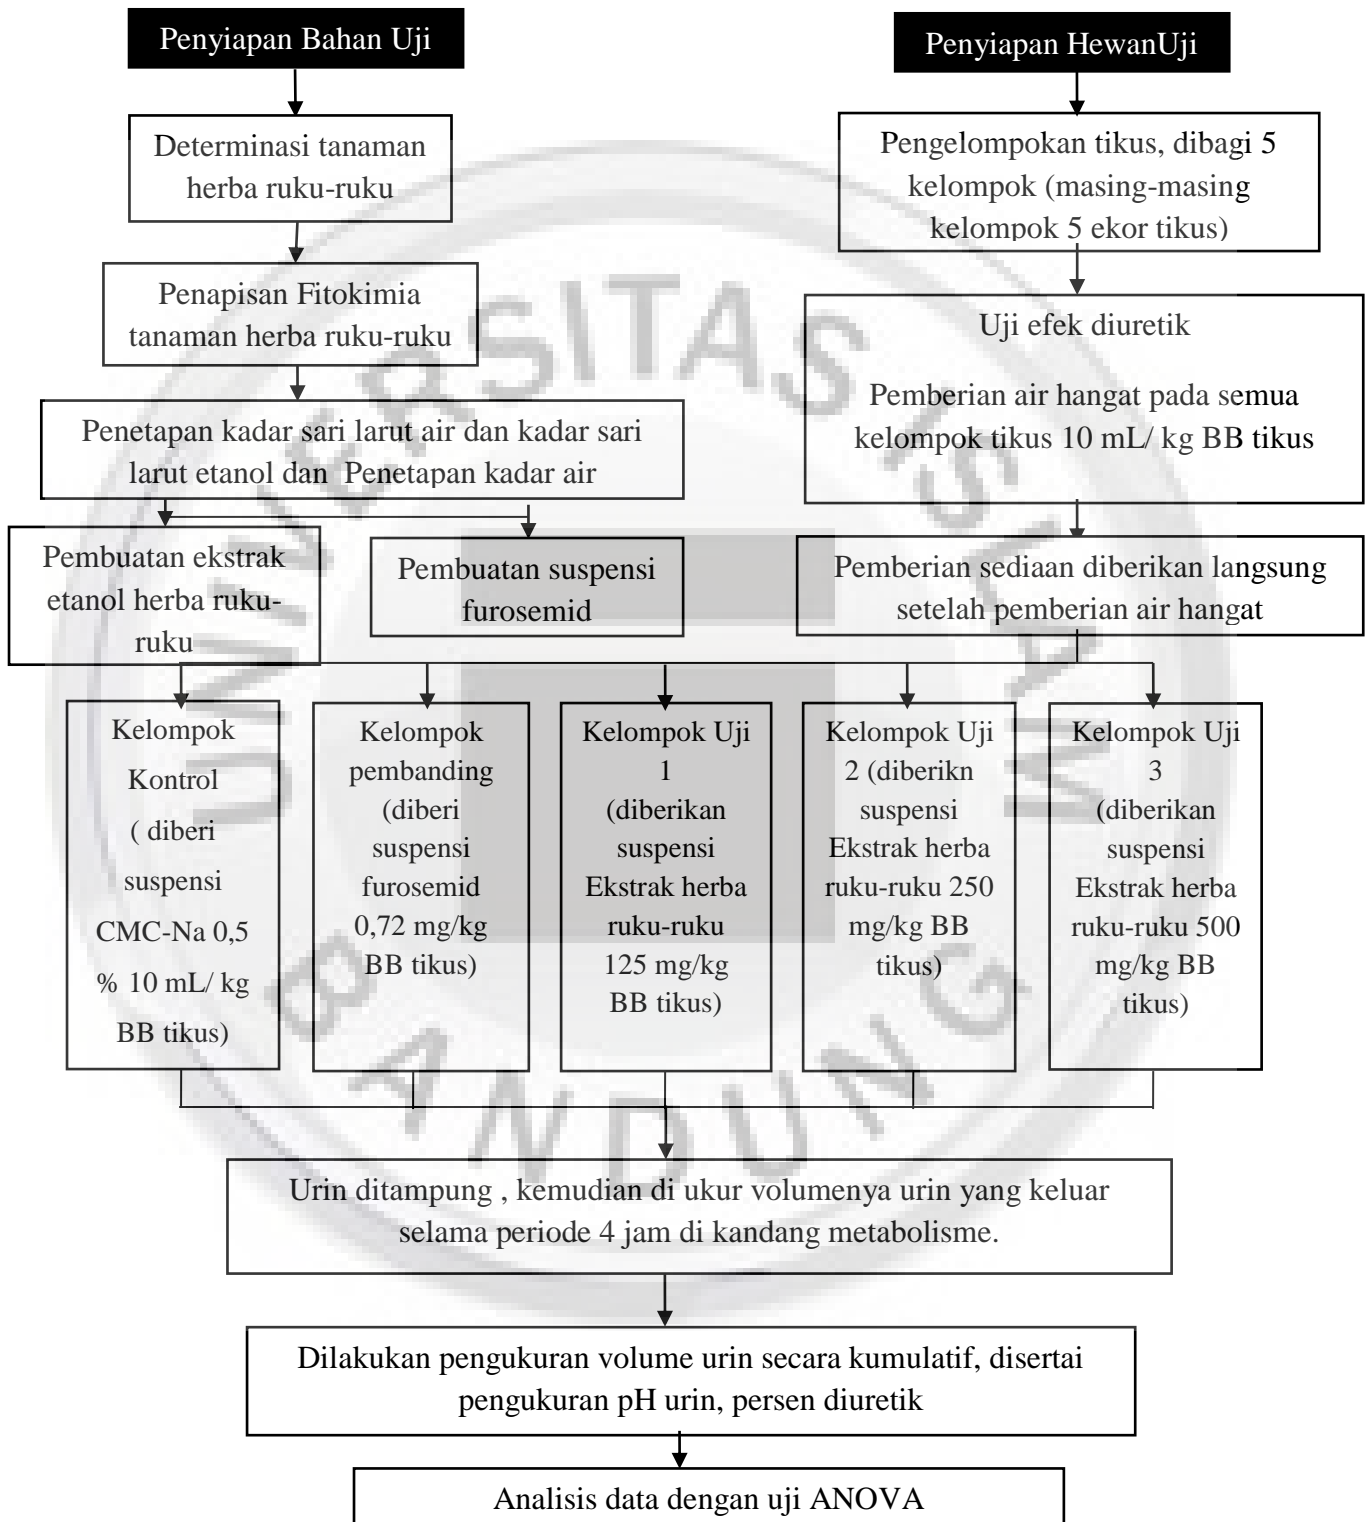 Penyiapan Bahan Uji
Penyiapan HewanUji
Determinasi tanaman
herba ruku-ruku
Pengelompokan tikus, dibagi 5
kelompok (masing-masing
kelompok 5 ekor tikus)
Penapisan Fitokimia
tanaman herba ruku-ruku
Uji efek diuretik
Pemberian air hangat pada semua
kelompok tikus 10 mL/ kg BB tikus
Penetapan kadar sari larut air dan kadar sari
larut etanol dan Penetapan kadar air
Pembuatan ekstrak
etanol herba ruku-
ruku
Pembuatan suspensi
furosemid
Pemberian sediaan diberikan langsung
setelah pemberian air hangat
Kelompok
Kontrol
( diberi
suspensi
CMC-Na 0,5
% 10 mL/ kg
BB tikus)
Kelompok
pembanding
(diberi
suspensi
furosemid
0,72 mg/kg
BB tikus)
Kelompok Uji
1
(diberikan
suspensi
Ekstrak herba
ruku-ruku
125 mg/kg
BB tikus)
Kelompok Uji
2 (diberikn
suspensi
Ekstrak herba
ruku-ruku 250
mg/kg BB
tikus)
Kelompok Uji
3
(diberikan
suspensi
Ekstrak herba
ruku-ruku 500
mg/kg BB
tikus)
Urin ditampung , kemudian di ukur volumenya urin yang keluar
selama periode 4 jam di kandang metabolisme.
Dilakukan pengukuran volume urin secara kumulatif, disertai
pengukuran pH urin, persen diuretik
Analisis data dengan uji ANOVA
UNIVERSITAS ISLAM
BANDUNG